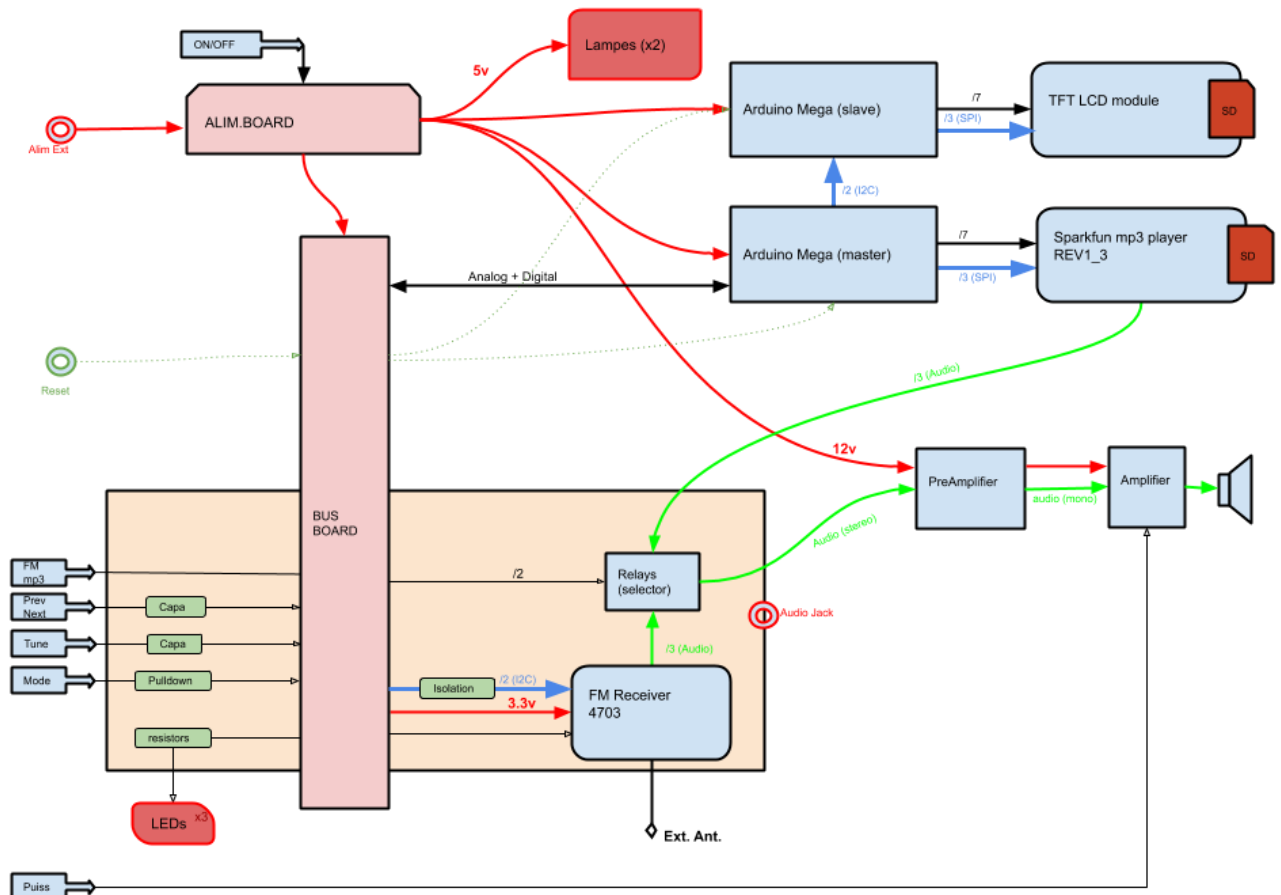 ON/OFF
Lampes (x2)
5v
ALIM.BOARD
Alim Ext
Arduino Mega (slave)
/7
/3 (SPI)
TFT LCD module
SD
/2 (I2C)
Arduino Mega (master)
/7
/3 (SPI)
Sparkfun mp3 player
REV1_3
SD
Analog + Digital
Reset
/3 (Audio)
12v
PreAmplifier
audio (mono)
Amplifier
Audio (stereo)
BUS
BOARD
FM
mp3
/2
Relays
(selector)
Prev
Next
Capa
Audio Jack
Tune
Capa
/3 (Audio)
Mode
Pulldown
Isolation
/2 (I2C)
3.3v
FM Receiver
4703
resistors
LEDs x3
Ext. Ant.
Puiss